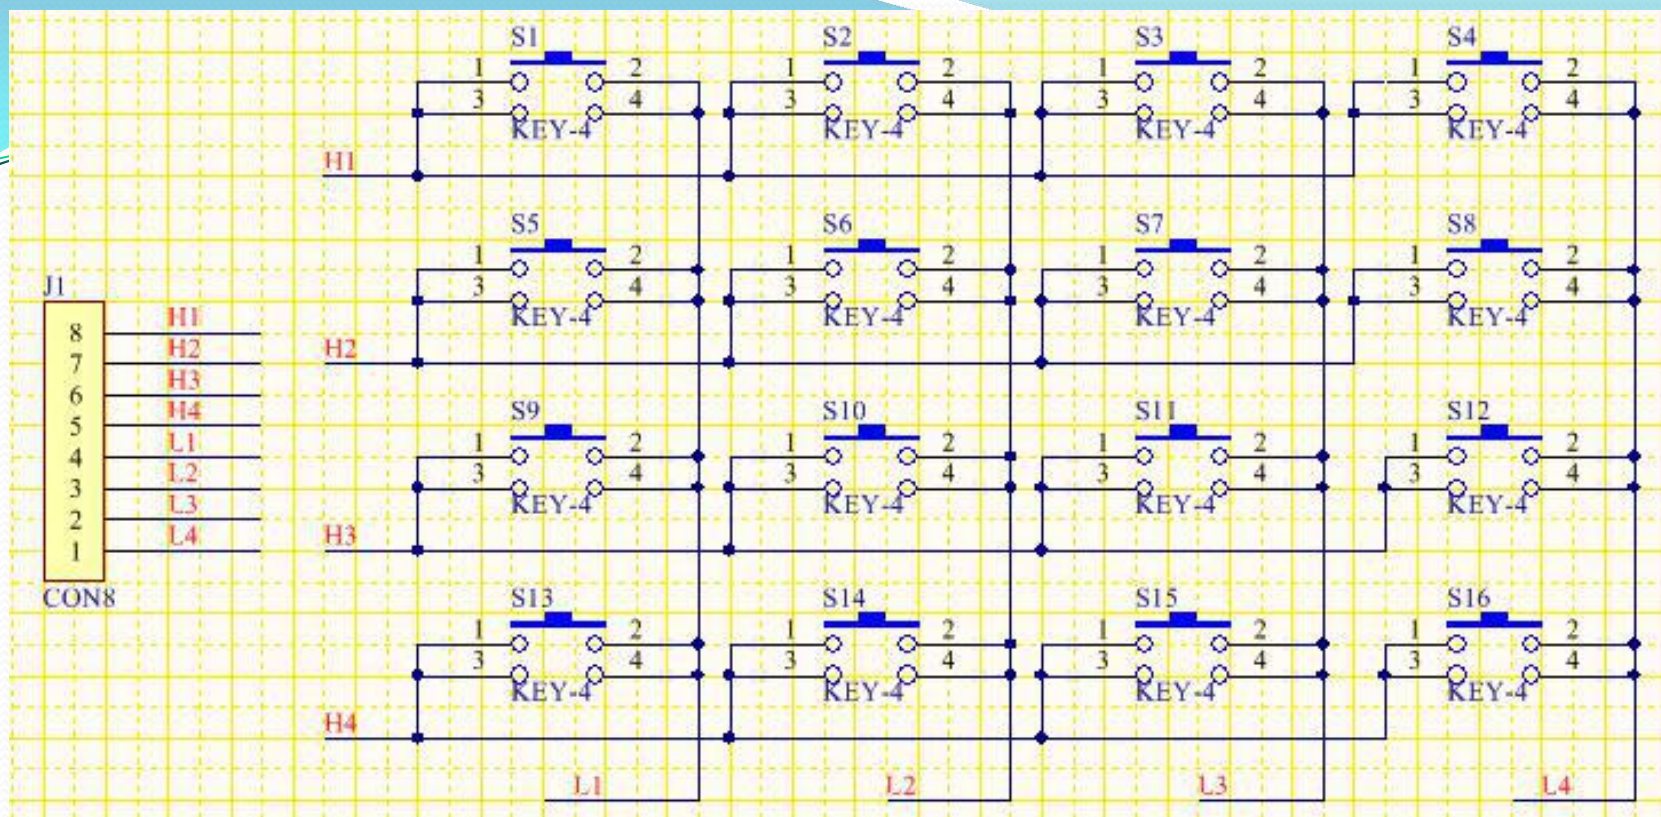 S1 S2 S3 S4
1 2 1 2 1 2 1 2
3 4 3 4 3 4 3 4
KEY-4 KEY-4 KEY-4 KEY-4
H1
S5 S6 S7 S8
1 2 1 2 1 2 1 2
3 4 3 4 3 4 3 4
KEY-4 KEY-4 KEY-4 KEY-4
H2
S9 S10 S11 S12
1 2 1 2 1 2 1 2
3 4 3 4 3 4 3 4
KEY-4 KEY-4 KEY-4 KEY-4
H3
S13 S14 S15 S16
1 2 1 2 1 2 1 2
3 4 3 4 3 4 3 4
KEY-4 KEY-4 KEY-4 KEY-4
H4
L1 L2 L3 L4
J1
8 H1
7 H2
6 H3
5 H4
4 L1
3 L2
2 L3
1 L4
CON8